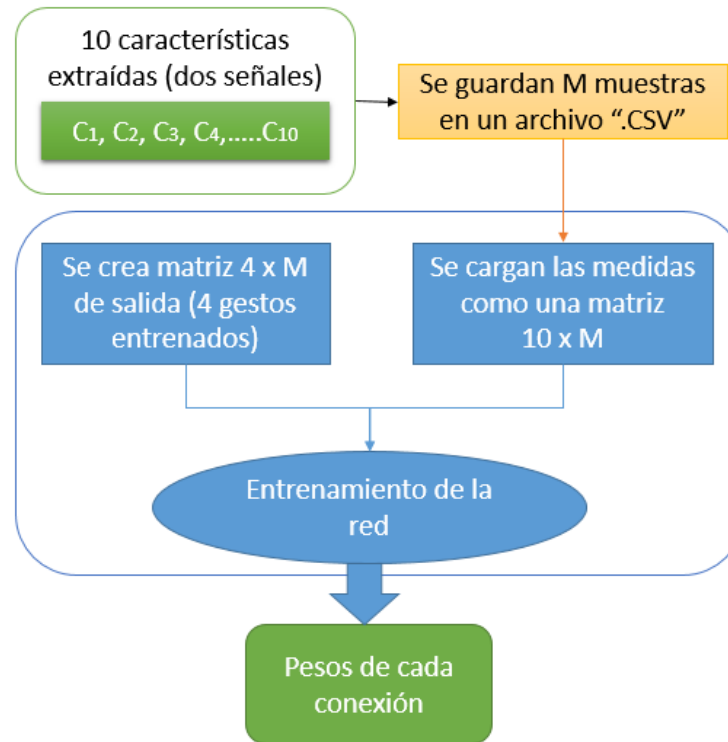 10 características
extraídas (dos señales)
C1, C2, C3, C4,.....C10
Se guardan M muestras
en un archivo “.CSV”
Se crea matriz 4 x M
de salida (4 gestos
entrenados)
Se cargan las medidas
como una matriz
10 x M
Entrenamiento de la
red
Pesos de cada
conexión